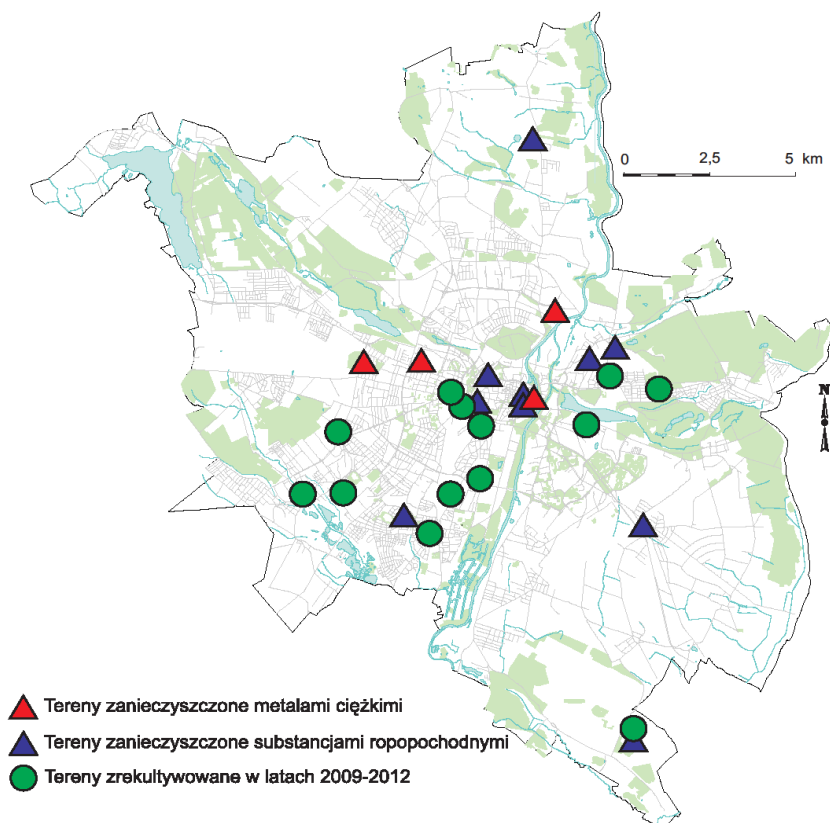 0 2,5 5 km
N
Tereny zanieczyszczone metalami ciężkimi
Tereny zanieczyszczone substancjami ropopochodnymi
Tereny zrekultywowane w latach 2009-2012